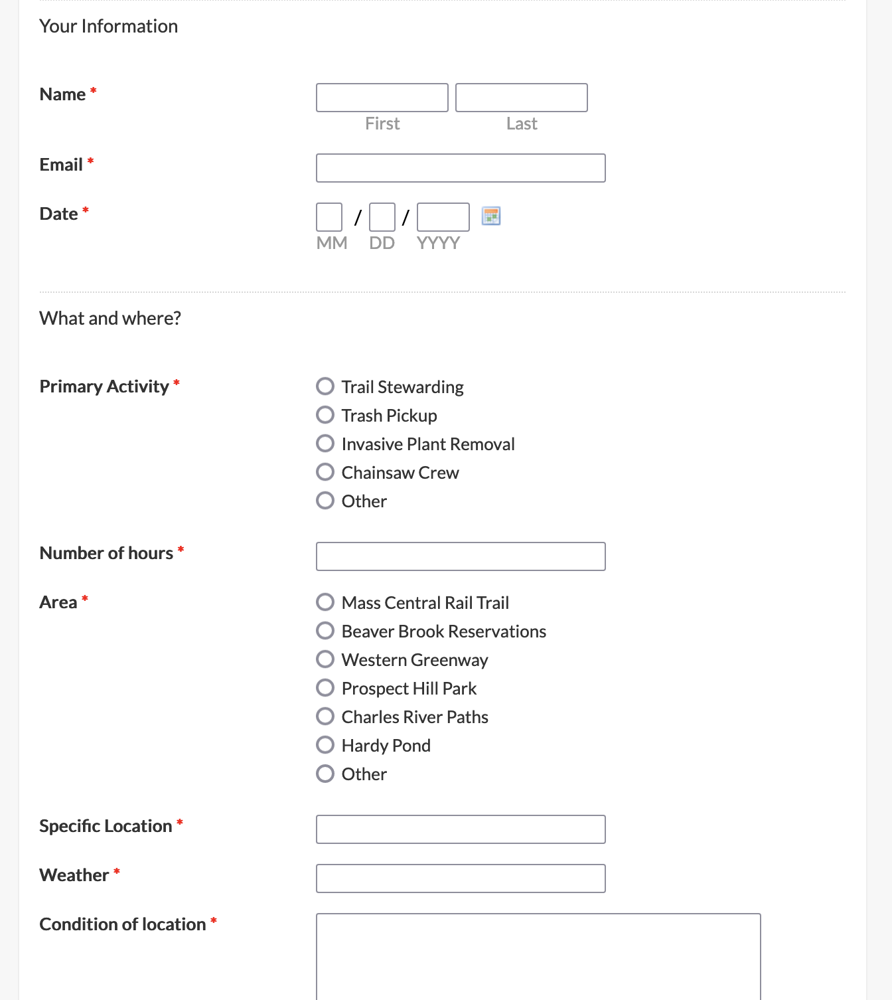 Your Information
Name *
First Last
Email *
Date *
/ /
MM DD YYYY
What and where?
Primary Activity *
Trail Stewarding
Trash Pickup
Invasive Plant Removal
Chainsaw Crew
Other
Number of hours *
Area *
Mass Central Rail Trail
Beaver Brook Reservations
Western Greenway
Prospect Hill Park
Charles River Paths
Hardy Pond
Other
Specific Location *
Weather *
Condition of location *